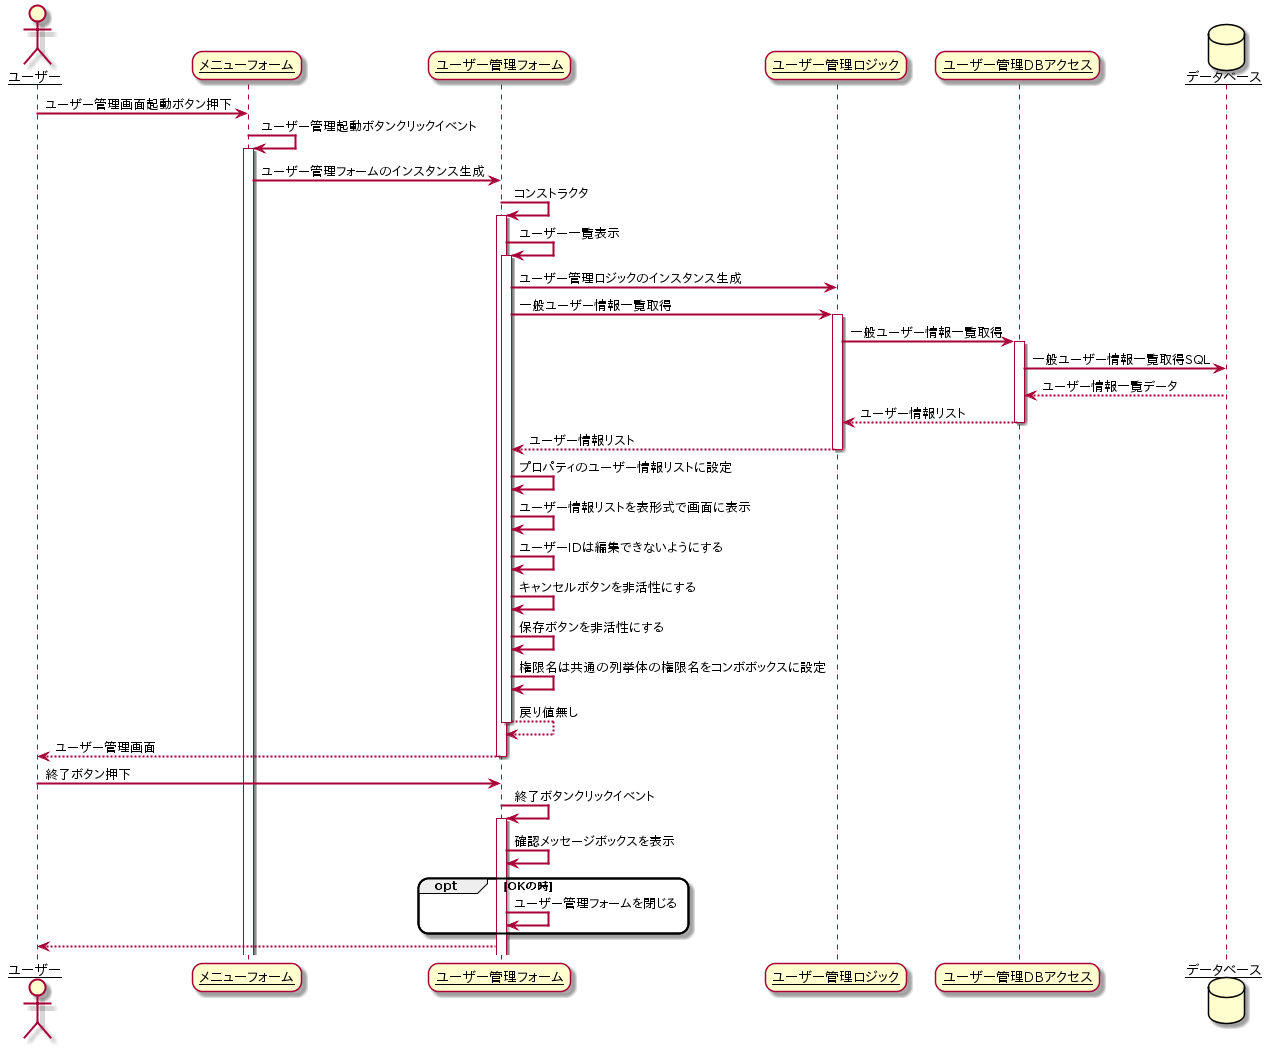 ユーザー
メニューフォーム
ユーザー管理フォーム
ユーザー管理ロジック
ユーザー管理DBアクセス
データベース
ユーザー管理画面起動ボタン押下
ユーザー管理起動ボタンクリックイベント
ユーザー管理フォームのインスタンス生成
コンストラクタ
ユーザー一覧表示
ユーザー管理ロジックのインスタンス生成
一般ユーザー情報一覧取得
一般ユーザー情報一覧取得
一般ユーザー情報一覧取得SQL
ユーザー情報一覧データ
ユーザー情報リスト
ユーザー情報リスト
プロパティのユーザー情報リストに設定
ユーザー情報リストを表形式で画面に表示
ユーザーIDは編集できないようにする
キャンセルボタンを非活性にする
保存ボタンを非活性にする
権限名は共通の列挙体の権限名をコンボボックスに設定
戻り値無し
ユーザー管理画面
終了ボタン押下
終了ボタンクリックイベント
確認メッセージボックスを表示
opt [OKの時]
ユーザー管理フォームを閉じる
ユーザー
メニューフォーム
ユーザー管理フォーム
ユーザー管理ロジック
ユーザー管理DBアクセス
データベース